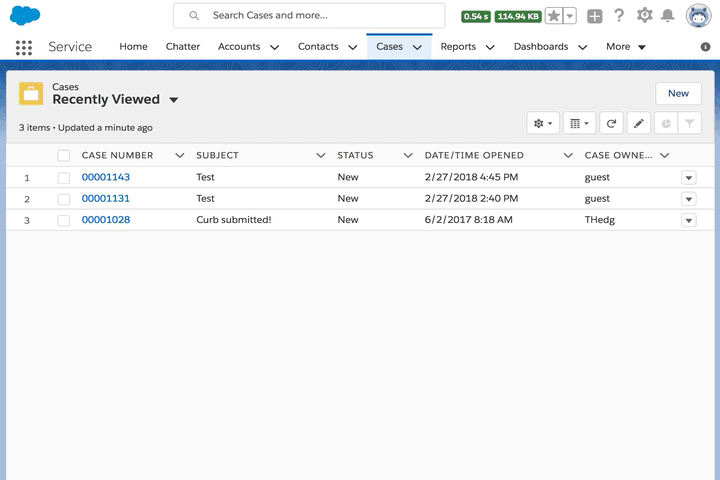 Search Cases and more...
0.54 s 114.94 KB
Service Home Chatter Accounts Contacts Cases Reports Dashboards More
Cases
Recently Viewed
New
3 items • Updated a minute ago
CASE NUMBER SUBJECT STATUS DATE/TIME OPENED CASE OWNE...
1 00001143 Test New 2/27/2018 4:45 PM guest
2 00001131 Test New 2/27/2018 2:40 PM guest
3 00001028 Curb submitted! New 6/2/2017 8:18 AM THedg